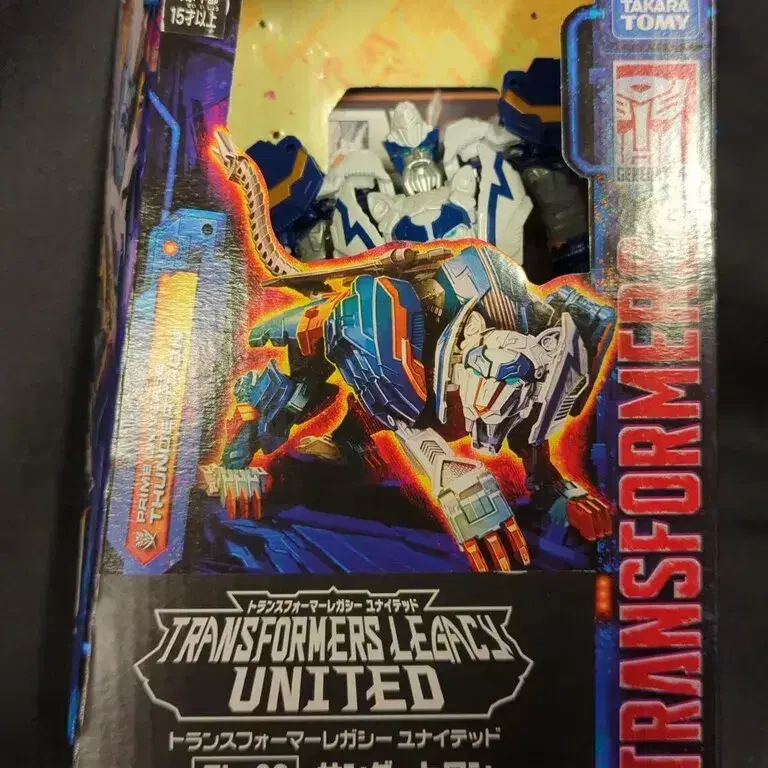 15才以上
TAKARA
TOMY
TRANSFORMERS
PRIME UNIVERSE
トランスフォーマーレガシー ユナイテッド
TRANSFORMERS LEGACY
UNITED
トランスフォーマーレガシー ユナイテッド